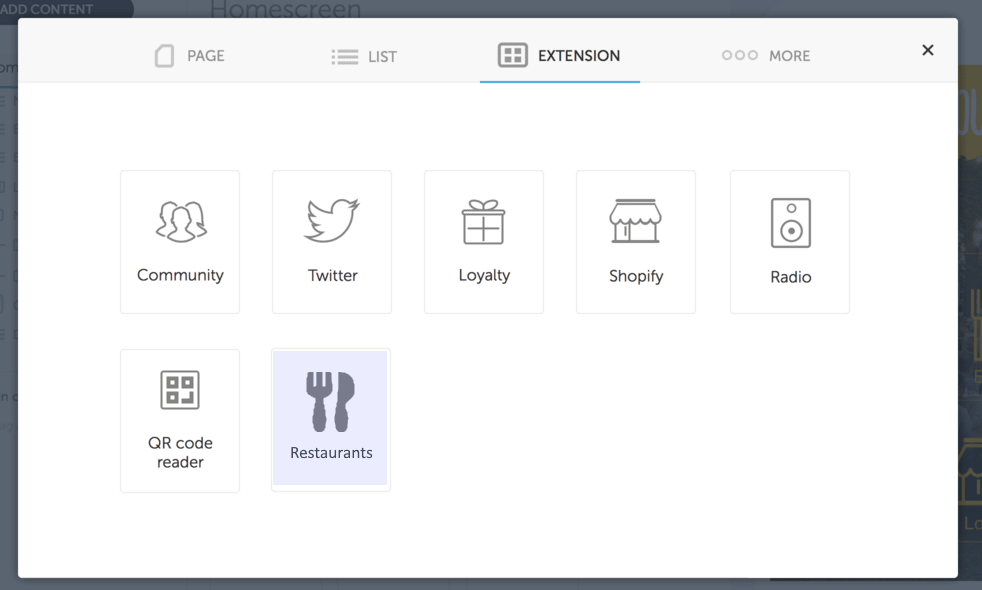 ADD CONTENT
Homescreen
PAGE
LIST
EXTENSION
MORE
Community
Twitter
Loyalty
Shopify
Radio
QR code
reader
Restaurants